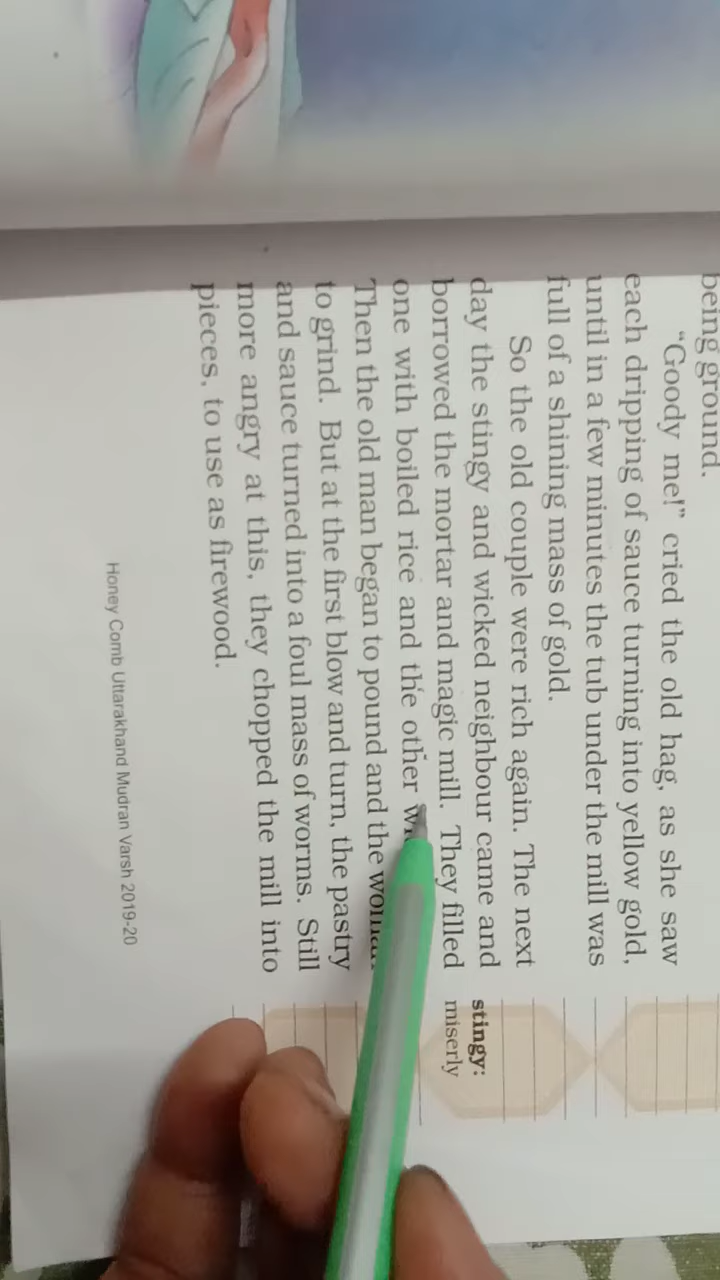 being ground.
"Goody me!" cried the old hag, as she saw
each dripping of sauce turning into yellow gold,
until in a few minutes the tub under the mill was
full of a shining mass of gold.
So the old couple were rich again. The next
day the stingy and wicked neighbour came and
borrowed the mortar and magic mill. They filled
one with boiled rice and the other
Then the old man began to pound and the woman
to grind. But at the first blow and turn, the pastry
and sauce turned into a foul mass of worms. Still
more angry at this, they chopped the mill into
pieces, to use as firewood.
stingy:
miserly
Honey Comb Uttarakhand Mudran Varsh 2019-20